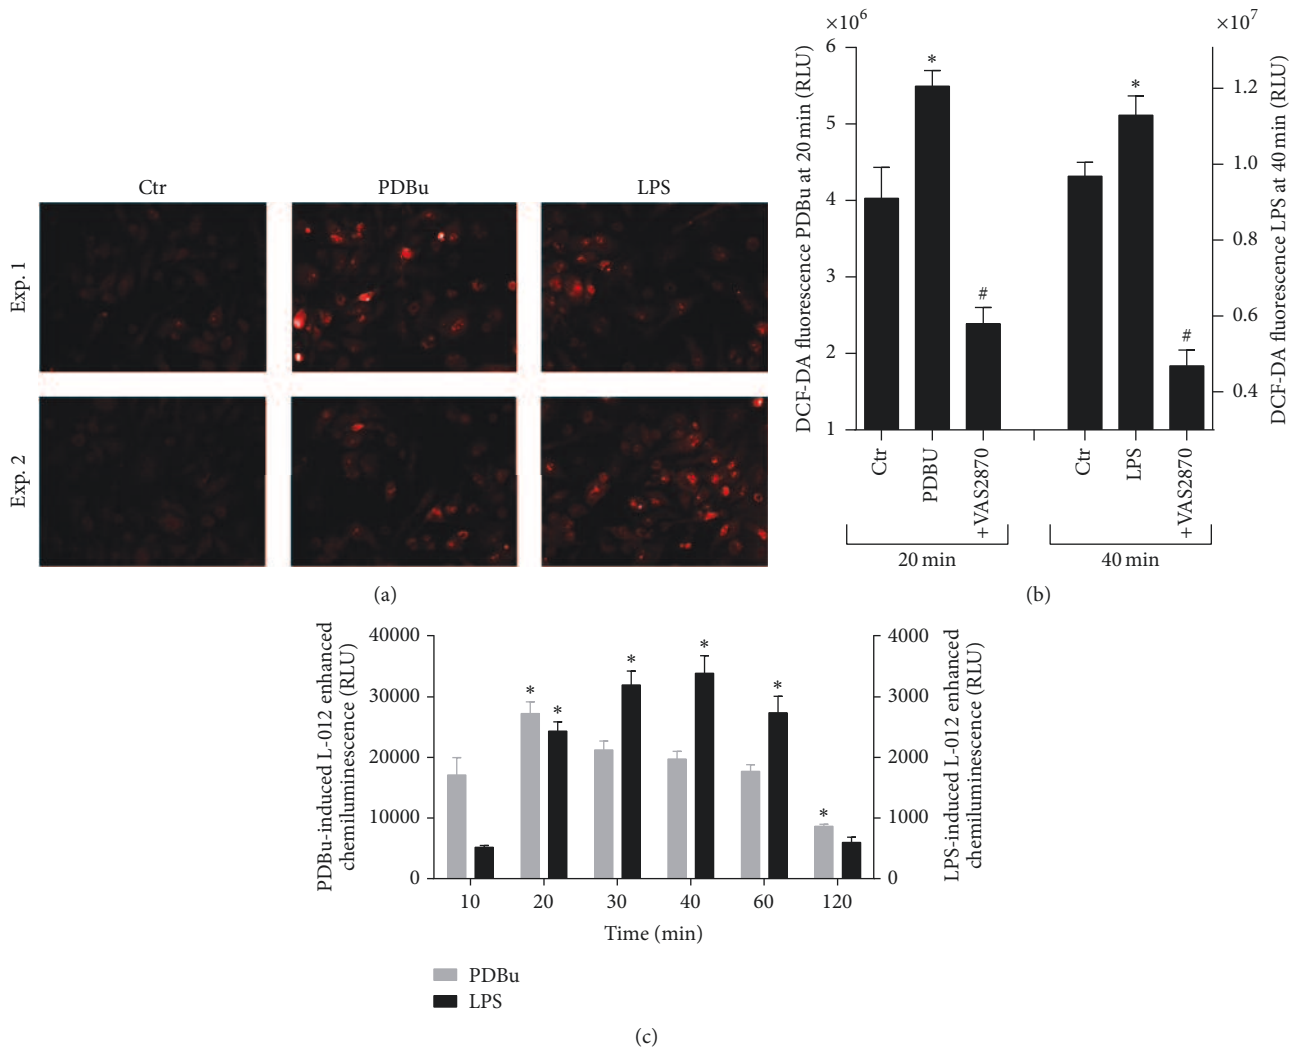 Ctr PDBu LPS
Exp. 1
Exp. 2
(a)
×10⁶
×10⁷
DCF-DA fluorescence PDBu at 20 min (RLU)
6
5
4
3
2
1
DCF-DA fluorescence LPS at 40 min (RLU)
1.2
1.0
0.8
0.6
0.4
* # * #
Ctr PDBU +VAS2870 Ctr LPS +VAS2870
20 min 40 min
(b)
PDBu-induced L-012 enhanced
chemiluminescence (RLU)
40000
30000
20000
10000
0
LPS-induced L-012 enhanced
chemiluminescence (RLU)
4000
3000
2000
1000
0
* * * * * *
10 20 30 40 60 120
Time (min)
PDBu
LPS
(c)